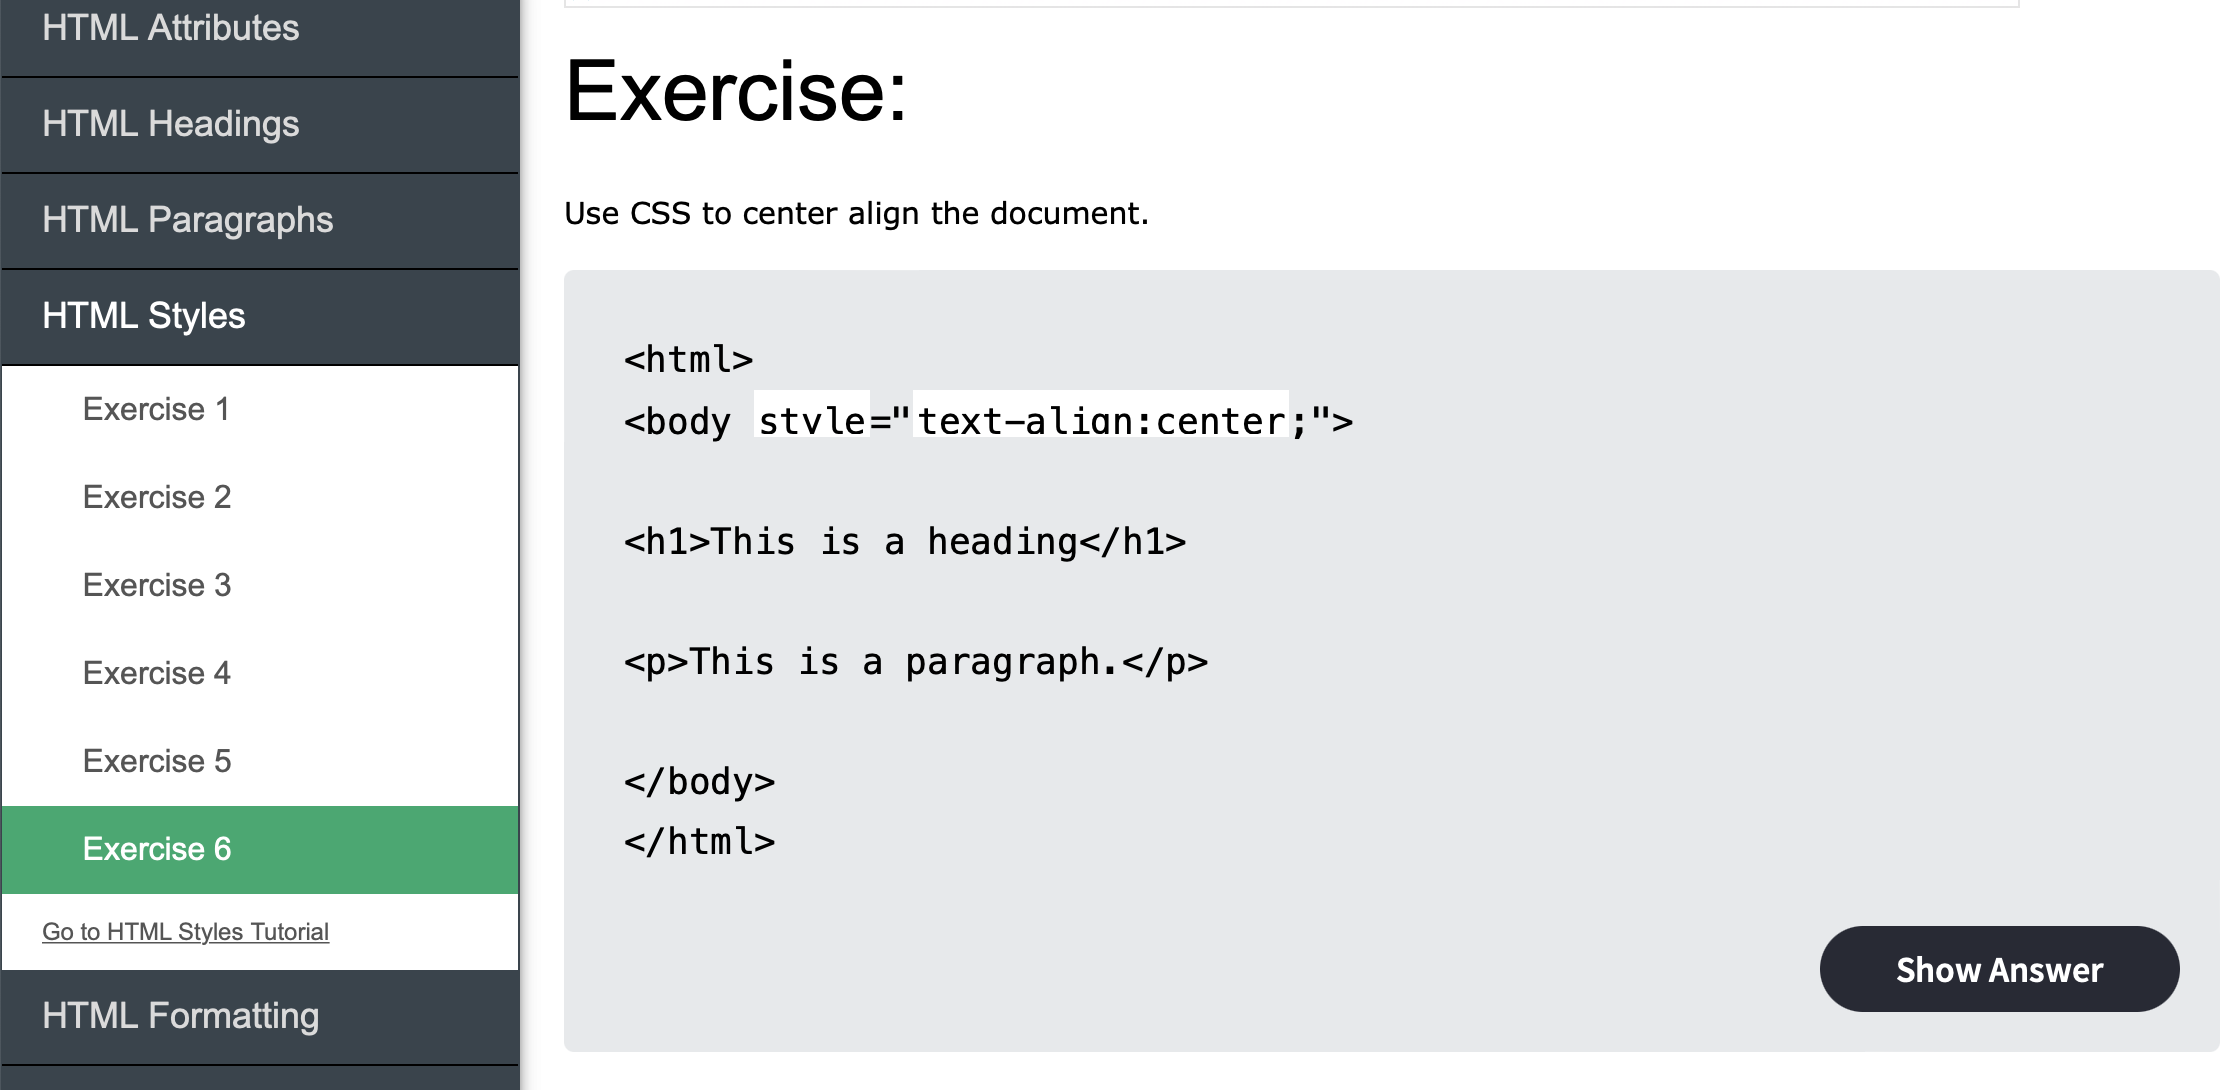 HTML Attributes
HTML Headings
HTML Paragraphs
HTML Styles
Exercise 1
Exercise 2
Exercise 3
Exercise 4
Exercise 5
Exercise 6
Go to HTML Styles Tutorial
HTML Formatting
Exercise:
Use CSS to center align the document.
<html>
<body style="text-align:center;">
<h1>This is a heading</h1>
<p>This is a paragraph.</p>
</body>
</html>
Show Answer